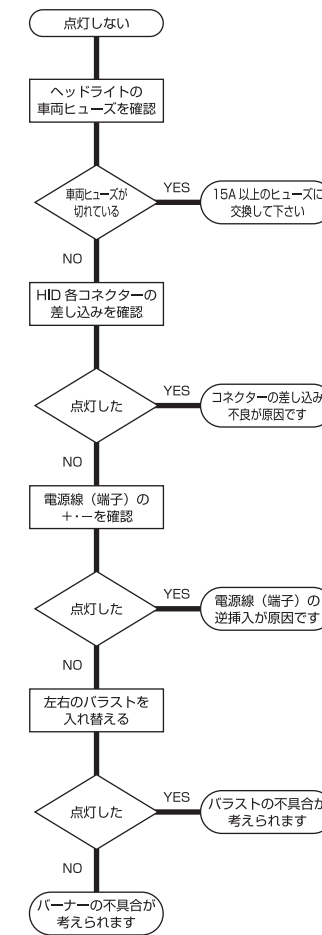 点灯しない
ヘッドライトの
車両ヒューズを確認
車両ヒューズが
切れている
YES
15A 以上のヒューズに
交換して下さい
NO
HID 各コネクターの
差し込みを確認
点灯した
YES
コネクターの差し込み
不良が原因です
NO
電源線（端子）の
＋・－を確認
点灯した
YES
電源線（端子）の
逆挿入が原因です
NO
左右のバラストを
入れ替える
点灯した
YES
バラストの不具合が
考えられます
NO
バーナーの不具合が
考えられます